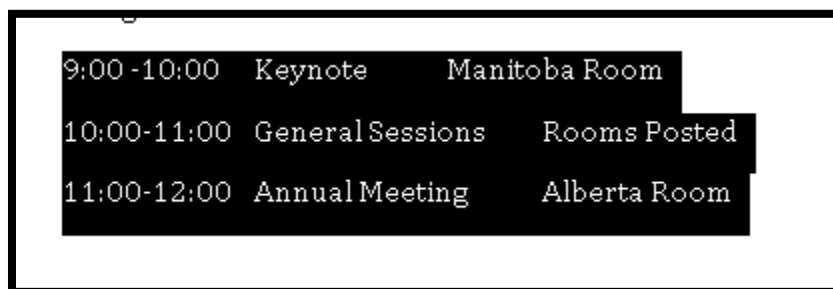 9:00 -10:00 Keynote Manitoba Room
10:00-11:00 General Sessions Rooms Posted
11:00-12:00 Annual Meeting Alberta Room